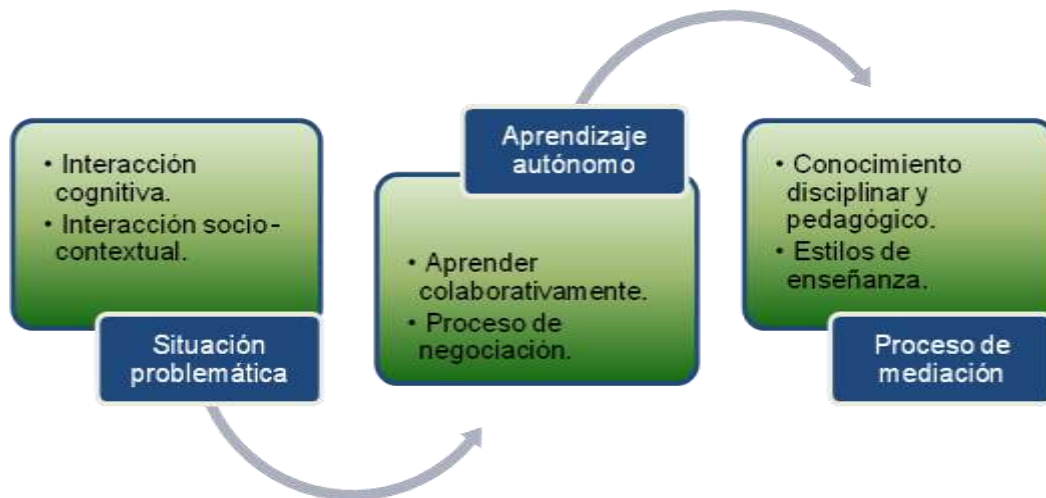 • Interacción
cognitiva.
• Interacción socio-
contextual.
Situación
problemática
Aprendizaje
autónomo
• Aprender
colaborativamente.
• Proceso de
negociación.
• Conocimiento
disciplinar y
pedagógico.
• Estilos de
enseñanza.
Proceso de
mediación